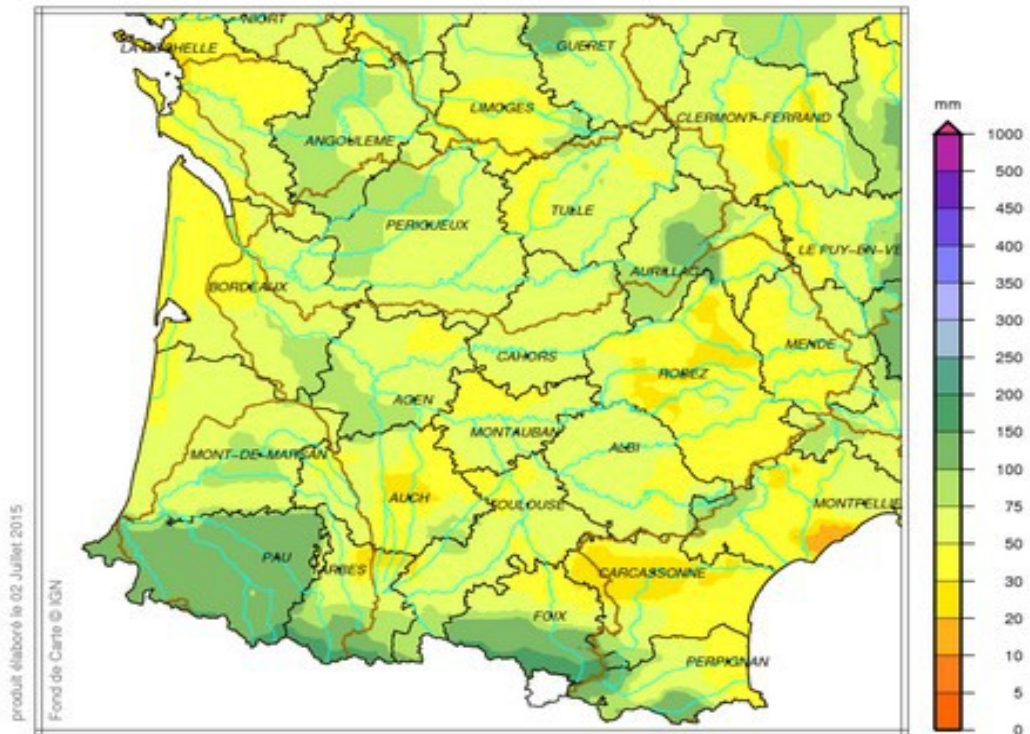 NIORT
GUERET
LIMOGES
CLERMONT-FERRAND
ANGOULEME
PERIGUEUX
TULLE
LE PUY-EN-VE
AURILLAC
BORDEAUX
MENDE
CAHORS
RODEZ
AGEN
MONTAUBAN
ALBI
MONT-DE-MARSAN
AUCH
TOULOUSE
MONTPELLIE
PAU
ARBES
CARCASSONNE
FOIX
PERPIGNAN
mm
1000
500
450
400
350
300
250
200
150
100
75
50
30
20
10
5
0
produit élaboré le 02 Juillet 2015
Fond de Carte © IGN